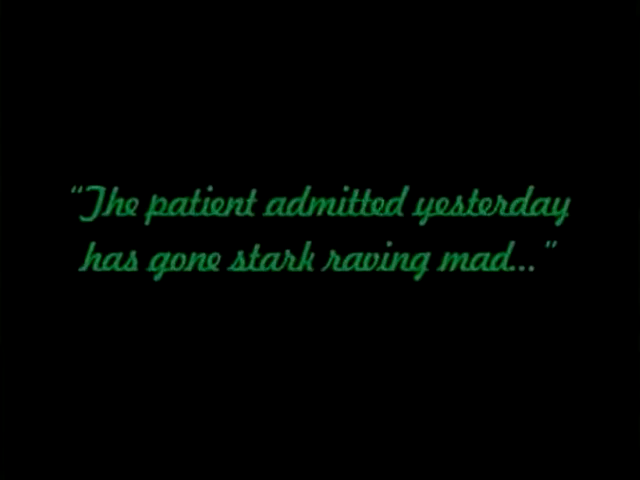 "The patient admitted yesterday
has gone stark raving mad..."